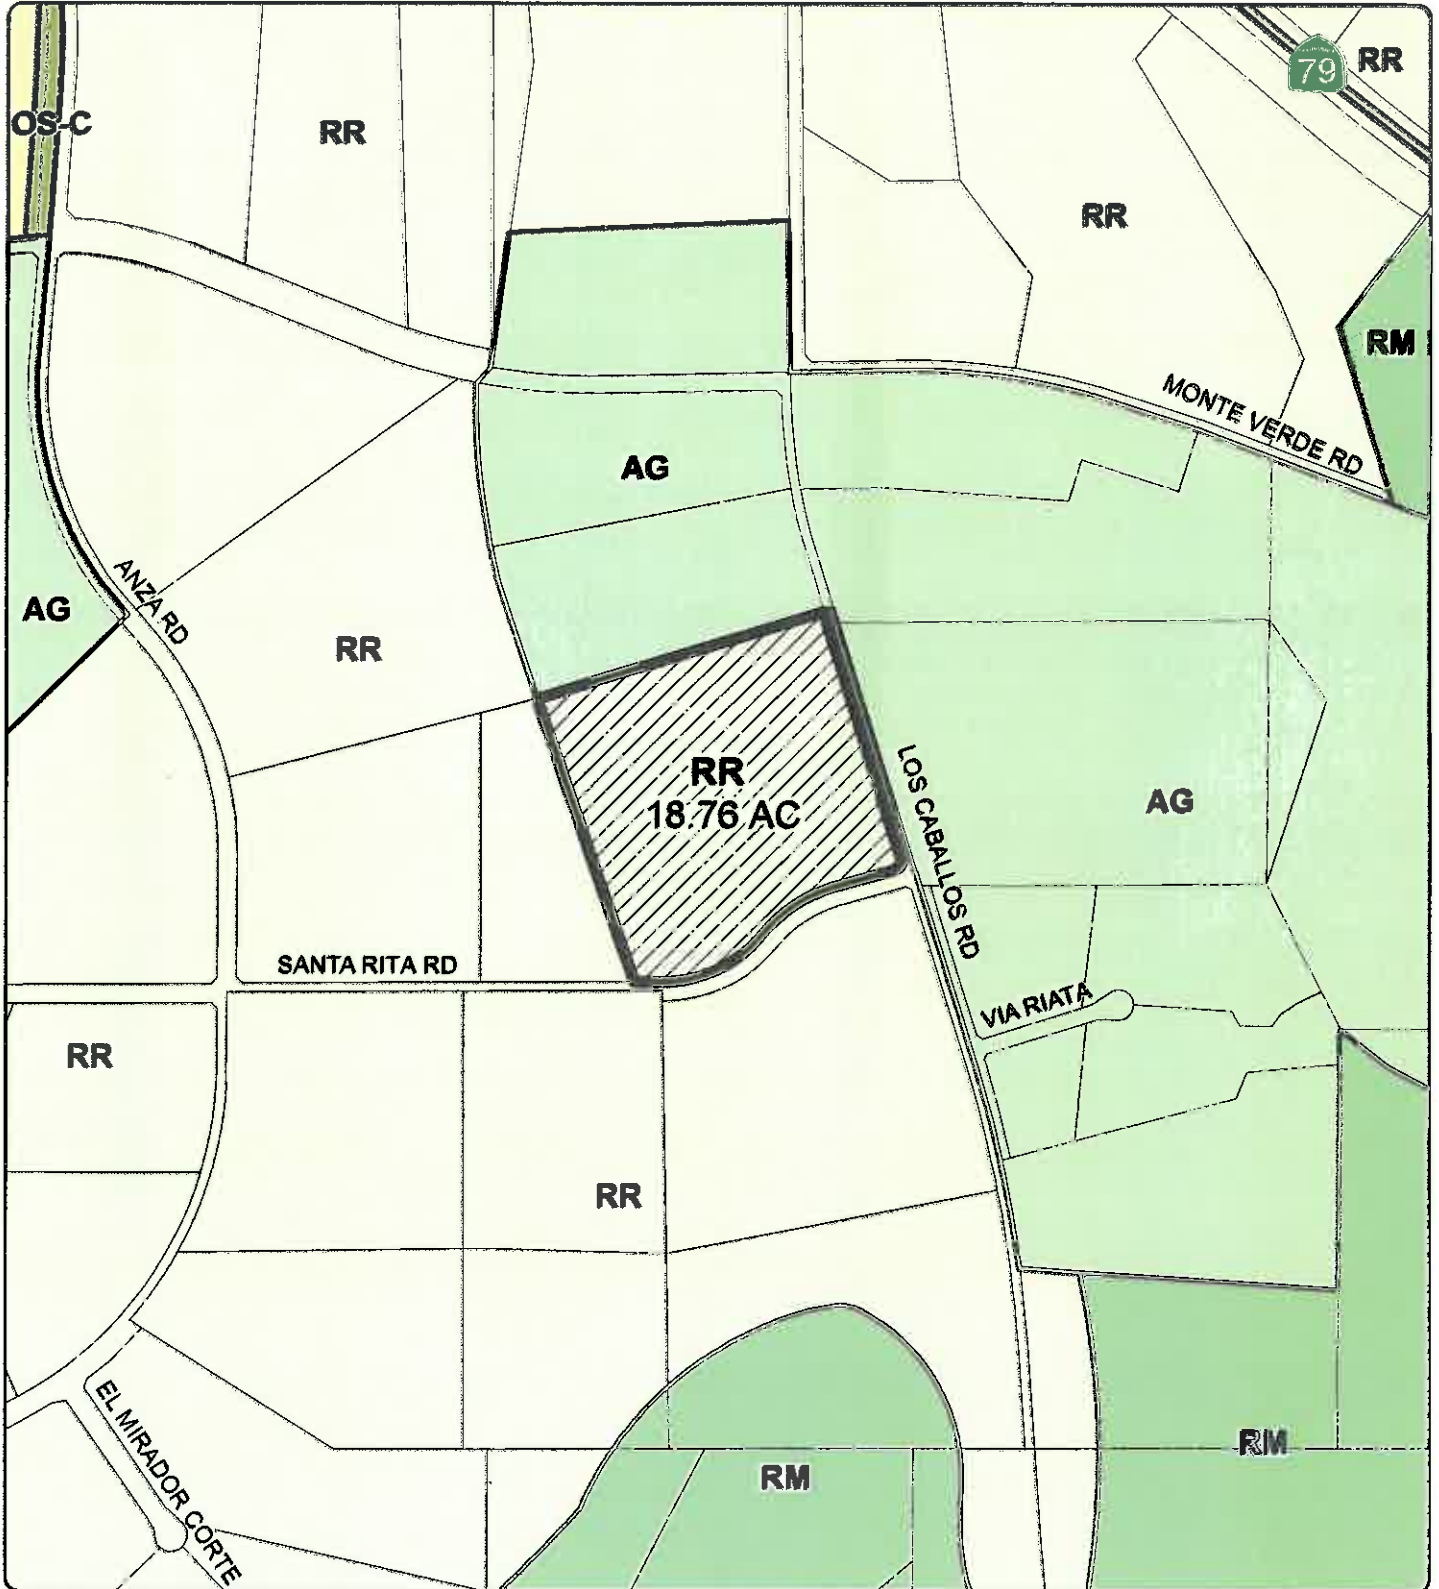 79
RR
OS-C
RR
RR
RM
MONTE VERDE RD
AG
ANZA RD
AG
RR
RR
18.76 AC
LOS CABALLOS RD
AG
SANTA RITA RD
VIA RIATA
RR
RR
EL MIRADOR CORTE
RM
RM